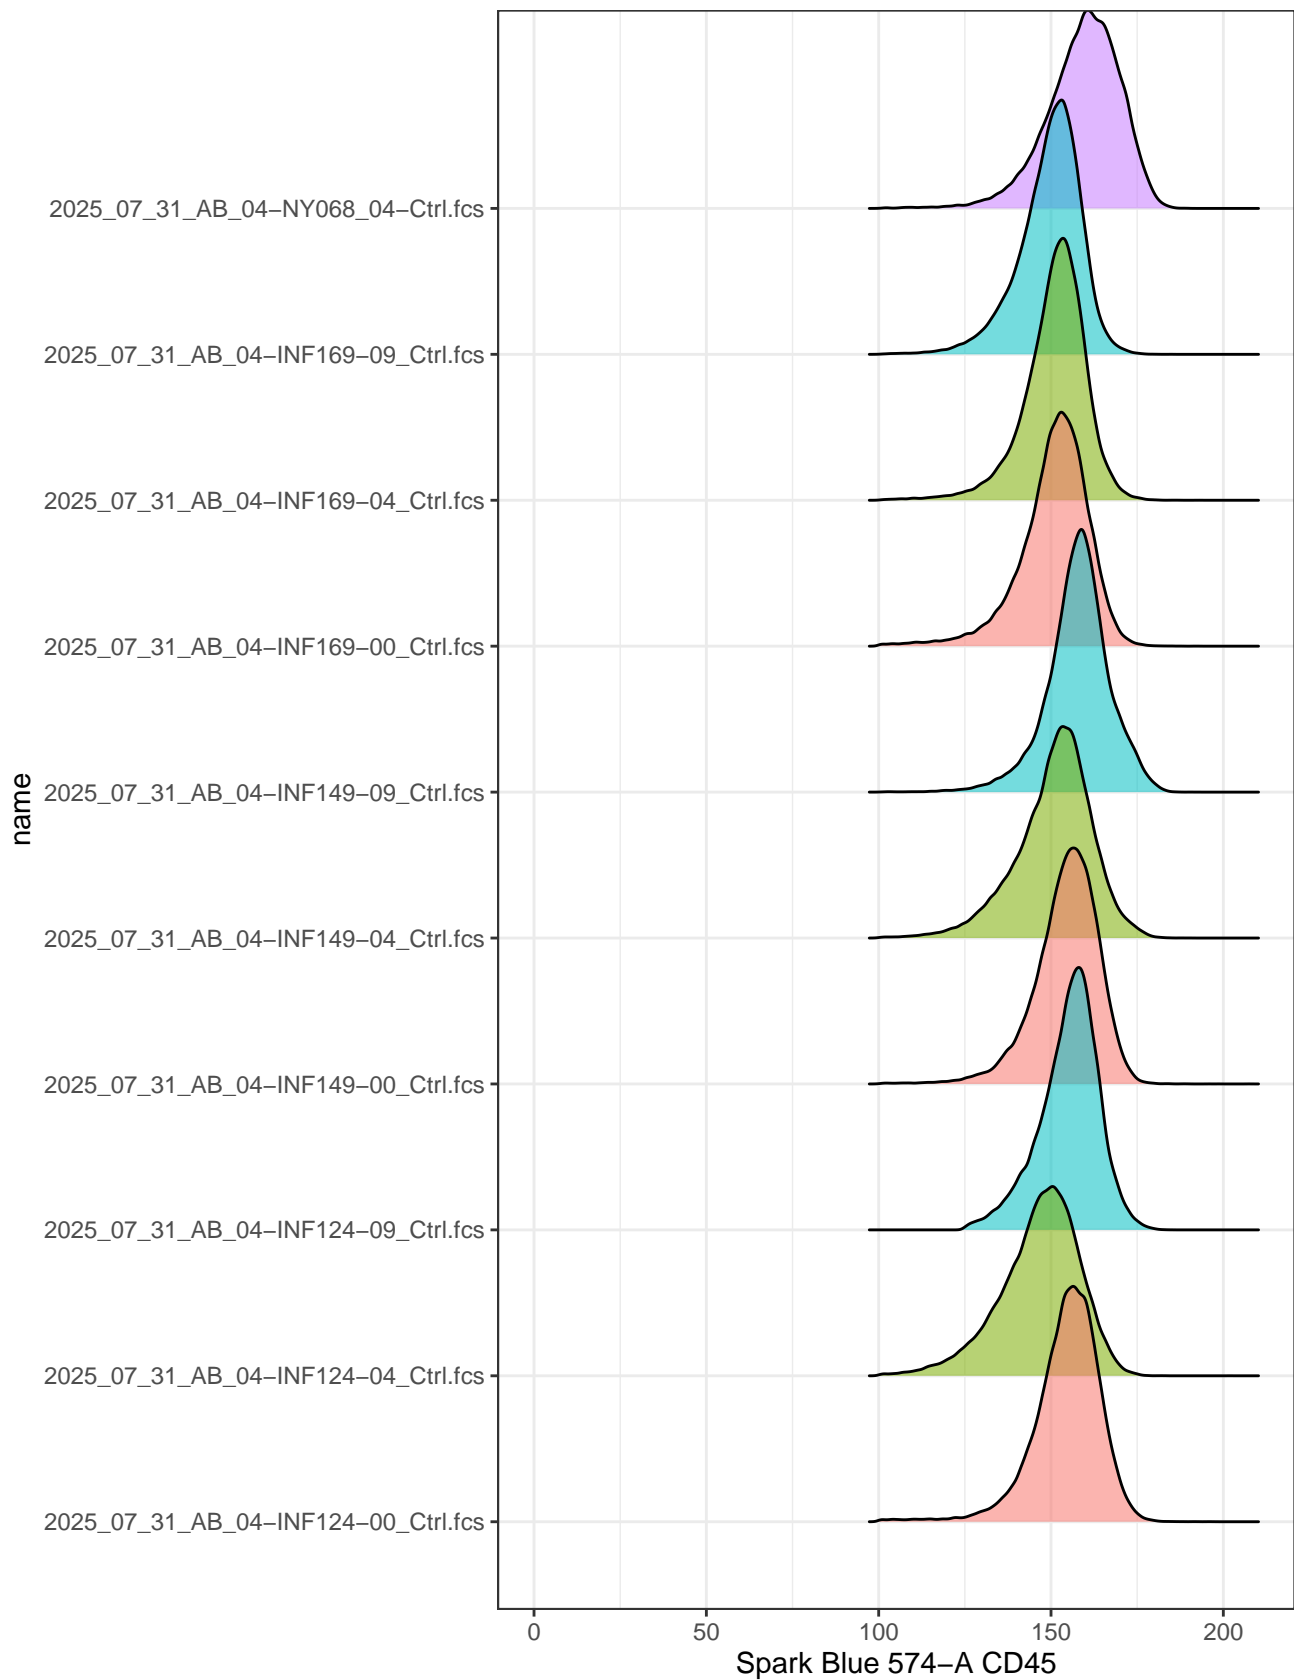 2025_07_31_AB_04−NY068_04−Ctrl.fcs
2025_07_31_AB_04−INF169−09_Ctrl.fcs
2025_07_31_AB_04−INF169−04_Ctrl.fcs
2025_07_31_AB_04−INF169−00_Ctrl.fcs
2025_07_31_AB_04−INF149−09_Ctrl.fcs
2025_07_31_AB_04−INF149−04_Ctrl.fcs
2025_07_31_AB_04−INF149−00_Ctrl.fcs
2025_07_31_AB_04−INF124−09_Ctrl.fcs
2025_07_31_AB_04−INF124−04_Ctrl.fcs
2025_07_31_AB_04−INF124−00_Ctrl.fcs
name
0 50 100 150 200
Spark Blue 574−A CD45